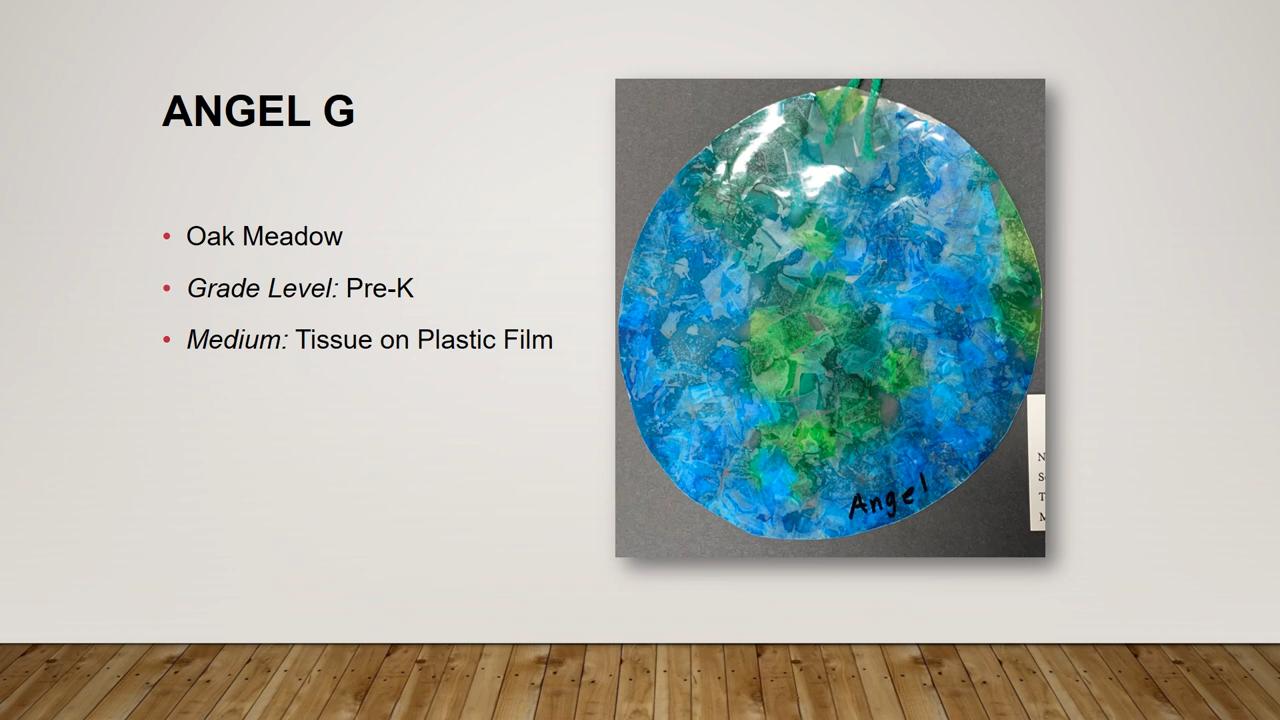 ANGEL G
Oak Meadow
Grade Level: Pre-K
Medium: Tissue on Plastic Film
Angel